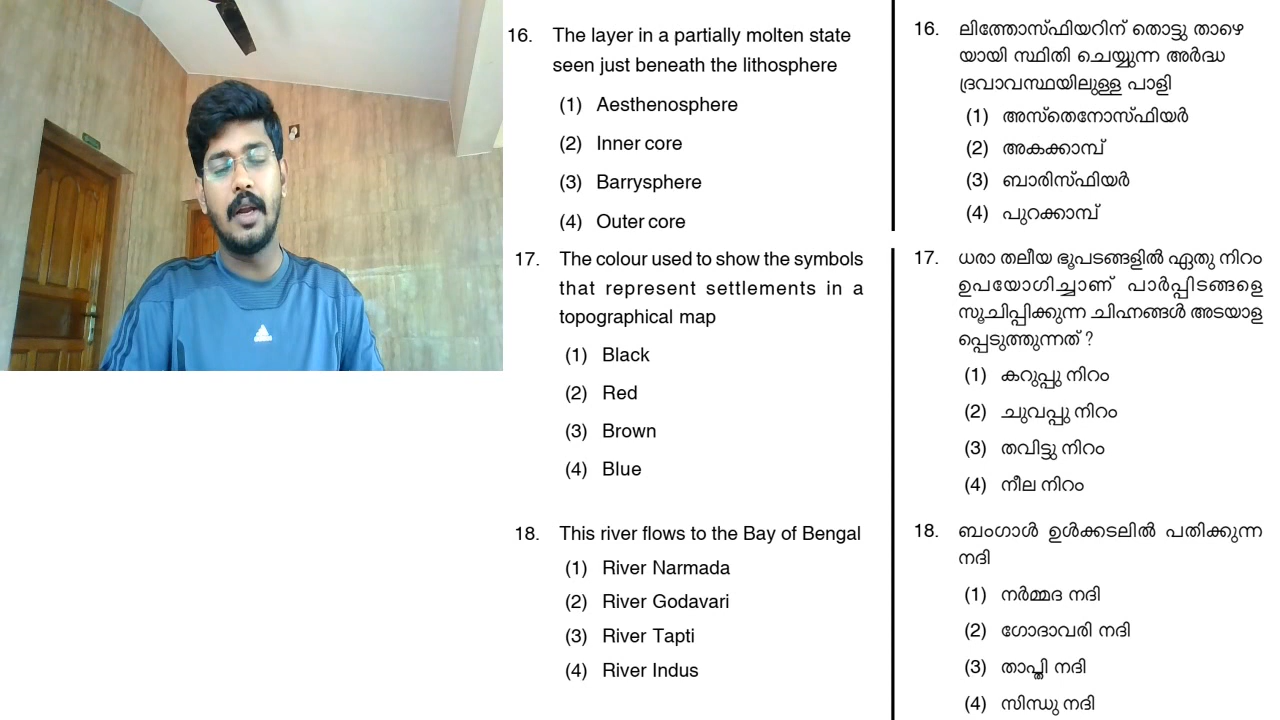 16. The layer in a partially molten state
seen just beneath the lithosphere
(1) Aesthenosphere
(2) Inner core
(3) Barrysphere
(4) Outer core
17. The colour used to show the symbols
that represent settlements in a
topographical map
(1) Black
(2) Red
(3) Brown
(4) Blue
18. This river flows to the Bay of Bengal
(1) River Narmada
(2) River Godavari
(3) River Tapti
(4) River Indus
16. ലിത്തോസ്ഫിയറിന് തൊട്ടു താഴെ
യായി സ്ഥിതി ചെയ്യുന്ന അർദ്ധ
ദ്രവാവസ്ഥയിലുള്ള പാളി
(1) അസ്തെനോസ്ഫിയർ
(2) അകക്കാമ്പ്
(3) ബാരിസ്ഫിയർ
(4) പുറക്കാമ്പ്
17. ധരാ തലീയ ഭൂപടങ്ങളിൽ ഏതു നിറം
ഉപയോഗിച്ചാണ് പാർപ്പിടങ്ങളെ
സൂചിപ്പിക്കുന്ന ചിഹ്നങ്ങൾ അടയാള
പ്പെടുത്തുന്നത് ?
(1) കറുപ്പു നിറം
(2) ചുവപ്പു നിറം
(3) തവിട്ടു നിറം
(4) നീല നിറം
18. ബംഗാൾ ഉൾക്കടലിൽ പതിക്കുന്ന
നദി
(1) നർമ്മദ നദി
(2) ഗോദാവരി നദി
(3) താപ്തി നദി
(4) സിന്ധു നദി